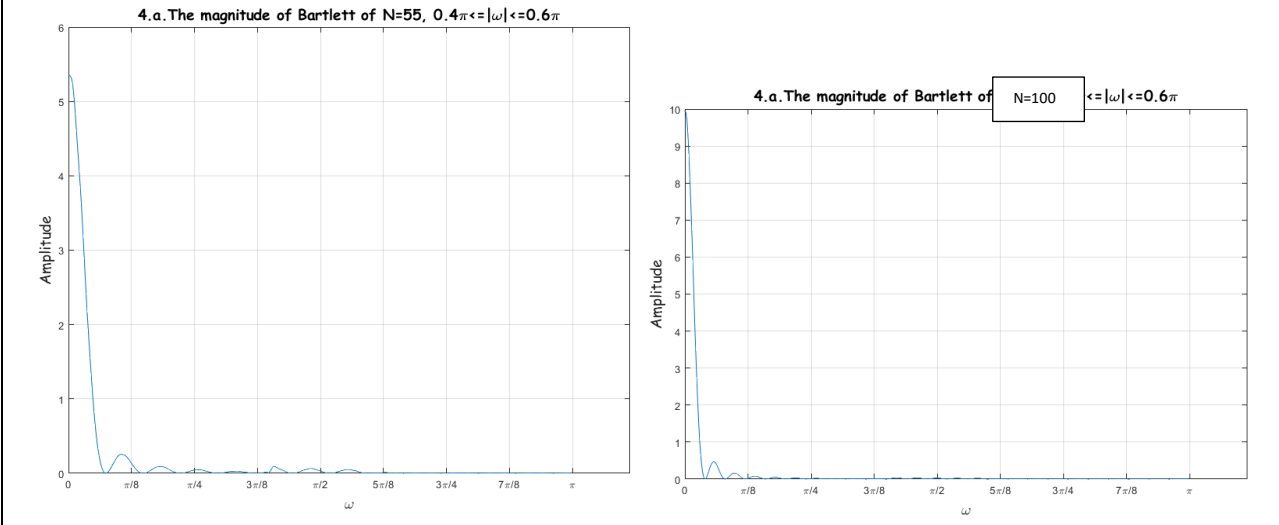 4.a.The magnitude of Bartlett of N=55, 0.4π<=|ω|<=0.6π
6
5
4
3
2
1
0
Amplitude
0 π/8 π/4 3π/8 π/2 5π/8 3π/4 7π/8 π
ω
4.a.The magnitude of Bartlett of N=100 <=|ω|<=0.6π
10
9
8
7
6
5
4
3
2
1
0
Amplitude
0 π/8 π/4 3π/8 π/2 5π/8 3π/4 7π/8 π
ω